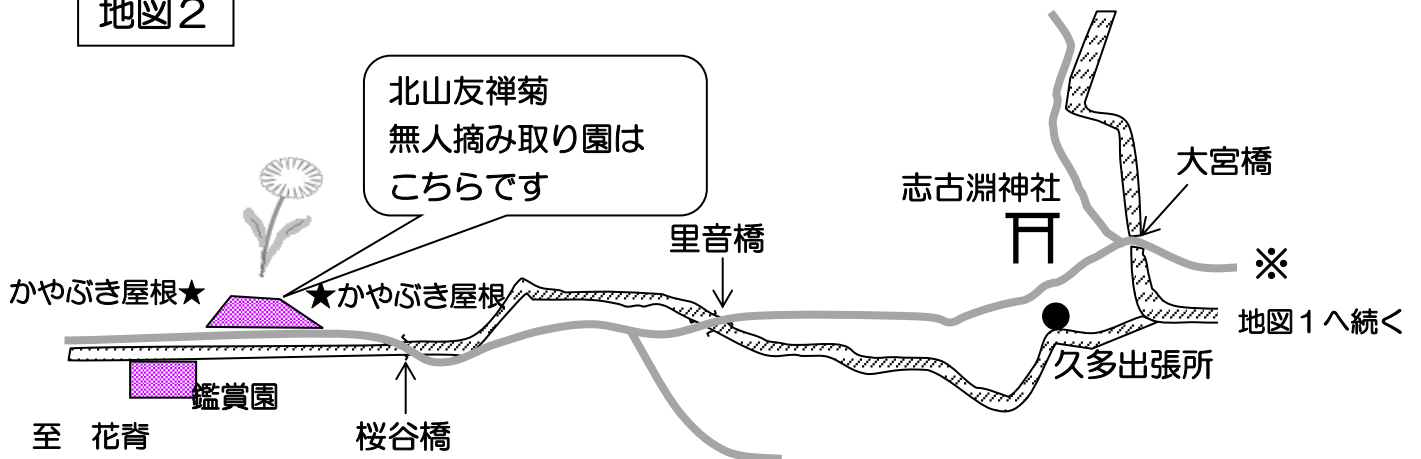 地図２
北山友禅菊
無人摘み取り園は
こちらです
大宮橋
志古淵神社
里音橋
※
かやぶき屋根★
★かやぶき屋根
地図１へ続く
久多出張所
鑑賞園
至　花脊
桜谷橋